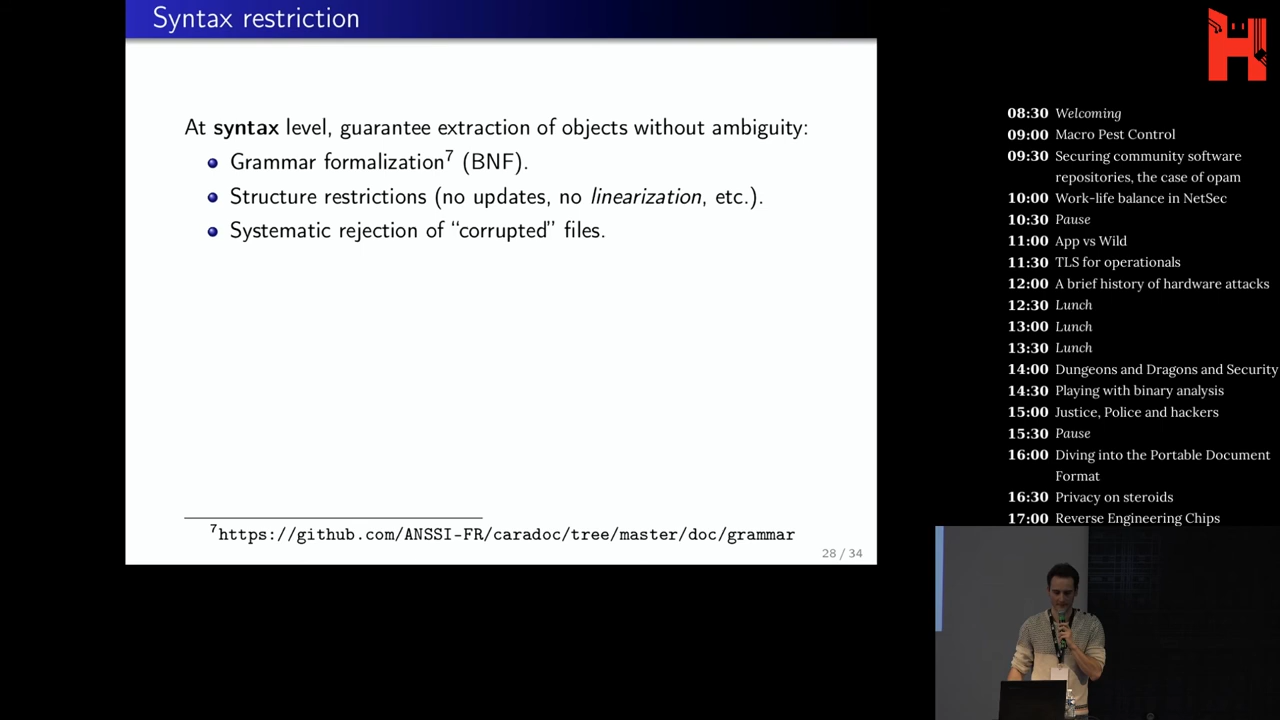 Syntax restriction
At syntax level, guarantee extraction of objects without ambiguity:
Grammar formalization7 (BNF).
Structure restrictions (no updates, no linearization, etc.).
Systematic rejection of “corrupted” files.
7https://github.com/ANSSI-FR/caradoc/tree/master/doc/grammar
28 / 34
08:30 Welcoming
09:00 Macro Pest Control
09:30 Securing community software
repositories, the case of opam
10:00 Work-life balance in NetSec
10:30 Pause
11:00 App vs Wild
11:30 TLS for operationals
12:00 A brief history of hardware attacks
12:30 Lunch
13:00 Lunch
13:30 Lunch
14:00 Dungeons and Dragons and Security
14:30 Playing with binary analysis
15:00 Justice, Police and hackers
15:30 Pause
16:00 Diving into the Portable Document
Format
16:30 Privacy on steroids
17:00 Reverse Engineering Chips